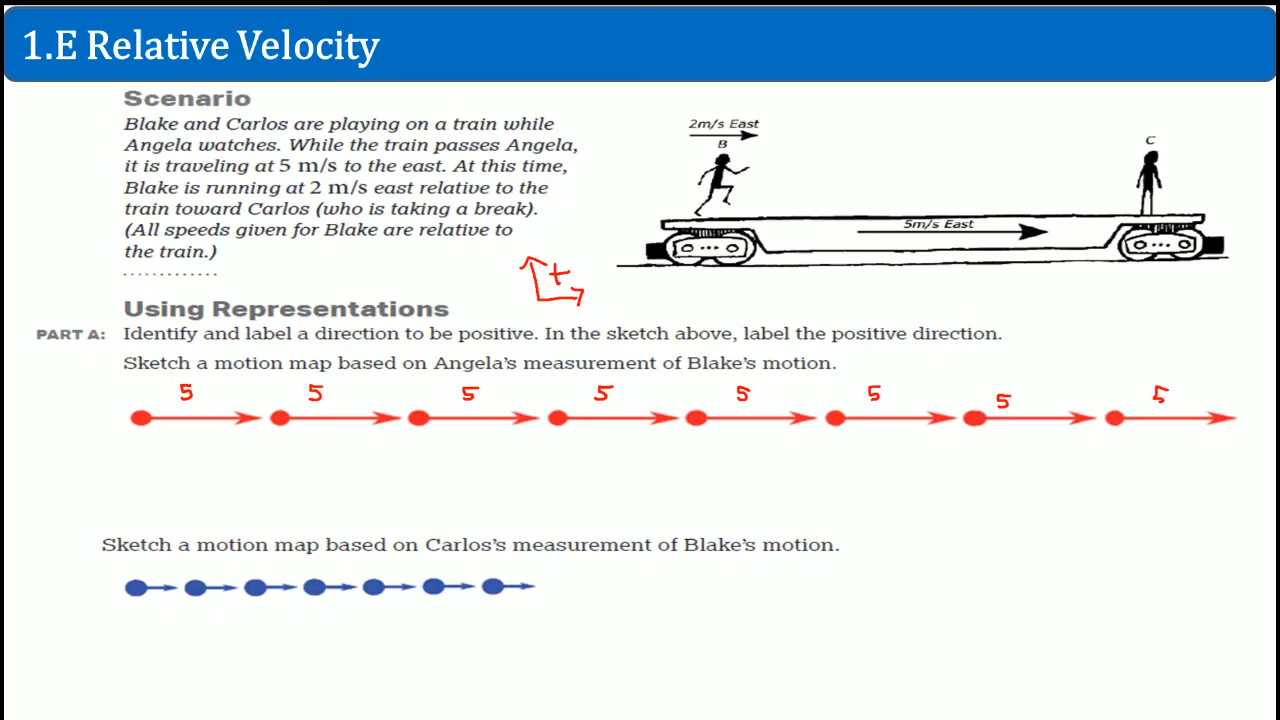 1.E Relative Velocity
Scenario
Blake and Carlos are playing on a train while
Angela watches. While the train passes Angela,
it is traveling at 5 m/s to the east. At this time,
Blake is running at 2 m/s east relative to the
train toward Carlos (who is taking a break).
(All speeds given for Blake are relative to
the train.)
.............
2m/s East
B
C
5m/s East
+
Using Representations
PART A: Identify and label a direction to be positive. In the sketch above, label the positive direction.
Sketch a motion map based on Angela's measurement of Blake's motion.
5 5 5 5 5 5 5 5
Sketch a motion map based on Carlos's measurement of Blake's motion.